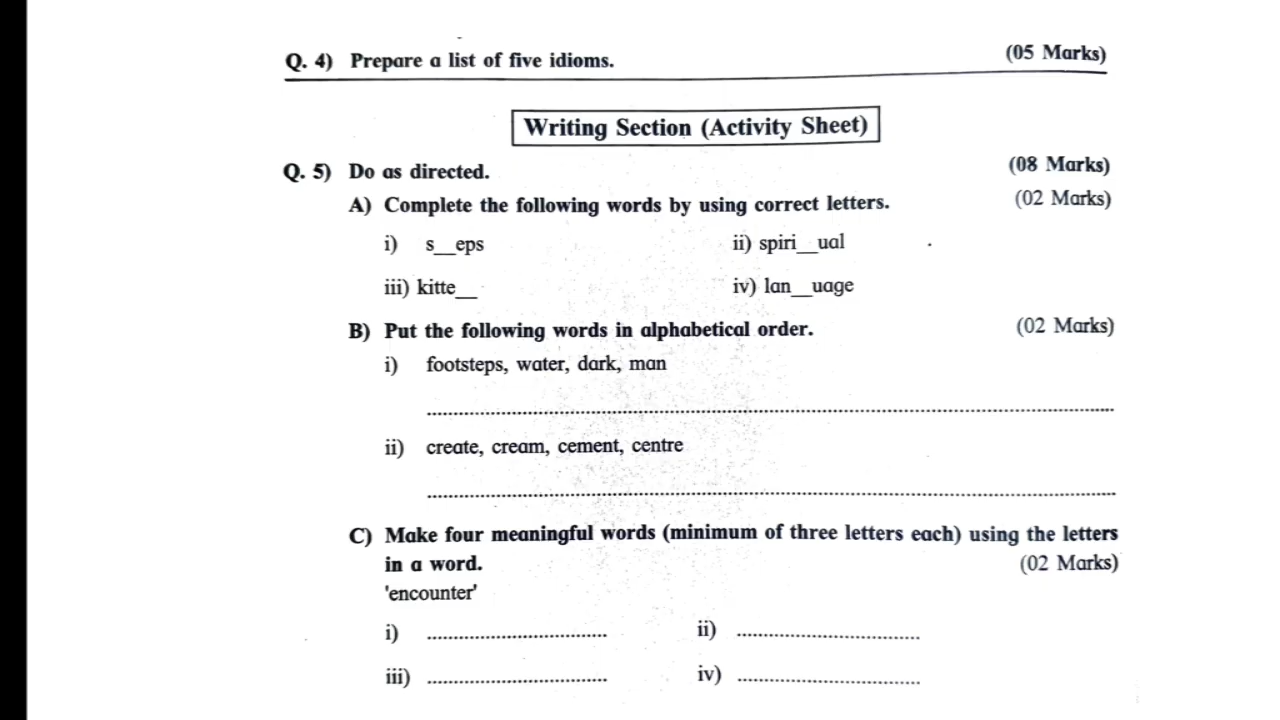 Q. 4) Prepare a list of five idioms. (05 Marks)
Writing Section (Activity Sheet)
Q. 5) Do as directed. (08 Marks)
A) Complete the following words by using correct letters. (02 Marks)
i) s__eps ii) spiri__ual
iii) kitte__ iv) lan__uage
B) Put the following words in alphabetical order. (02 Marks)
i) footsteps, water, dark, man
ii) create, cream, cement, centre
C) Make four meaningful words (minimum of three letters each) using the letters
in a word. (02 Marks)
'encounter'
i) .................................... ii) ....................................
iii) .................................... iv) ....................................